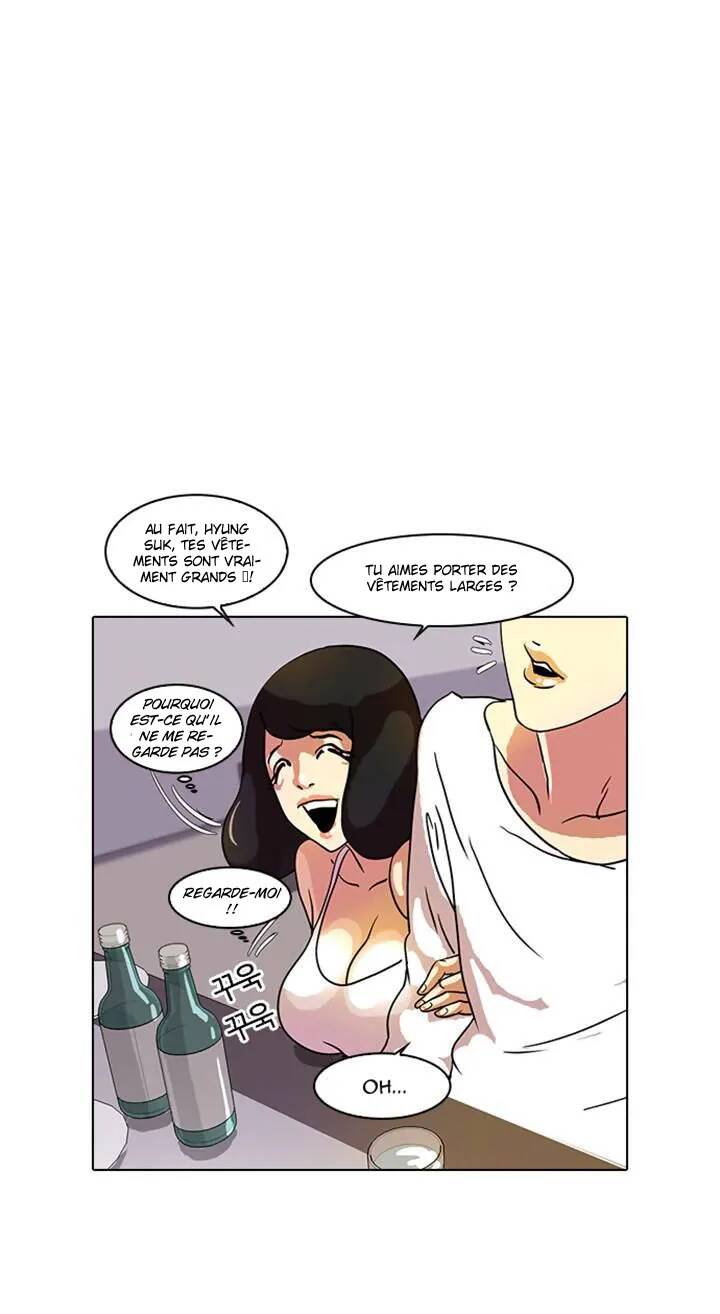 AU FAIT, HYUNG
SUK, TES VÊTE-
MENTS SONT VRAI-
MENT GRANDS !
TU AIMES PORTER DES
VÊTEMENTS LARGES ?
POURQUOI
EST-CE QU'IL
NE ME RE-
GARDE PAS ?
REGARDE-MOI
!!
꾸욱
꾸욱
OH...